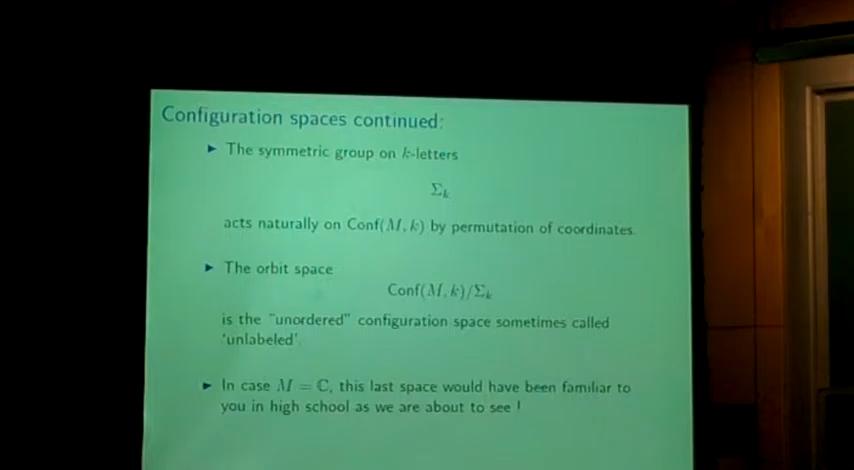 Configuration spaces continued:
► The symmetric group on k-letters
Σₖ
acts naturally on Conf(M, k) by permutation of coordinates.
► The orbit space
Conf(M, k)/Σₖ
is the "unordered" configuration space sometimes called
'unlabeled'.
► In case M = ℂ, this last space would have been familiar to
you in high school as we are about to see !